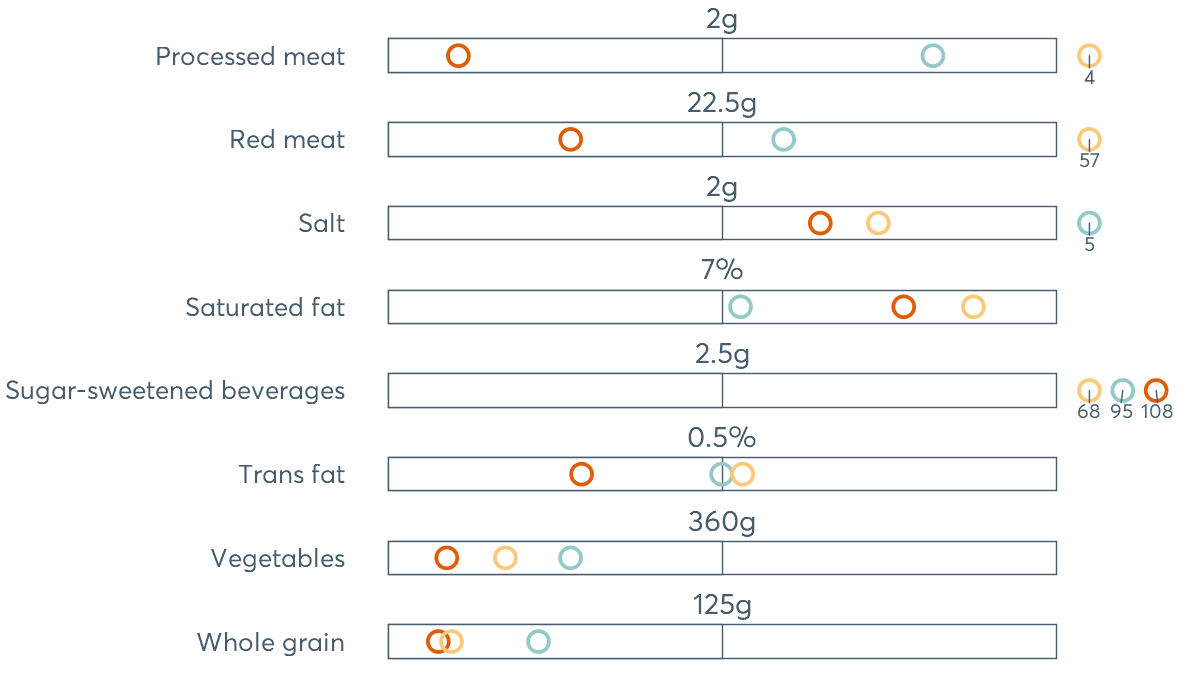 2g
Processed meat
4
22.5g
Red meat
57
2g
Salt
5
7%
Saturated fat
2.5g
Sugar-sweetened beverages
68 95 108
0.5%
Trans fat
360g
Vegetables
125g
Whole grain